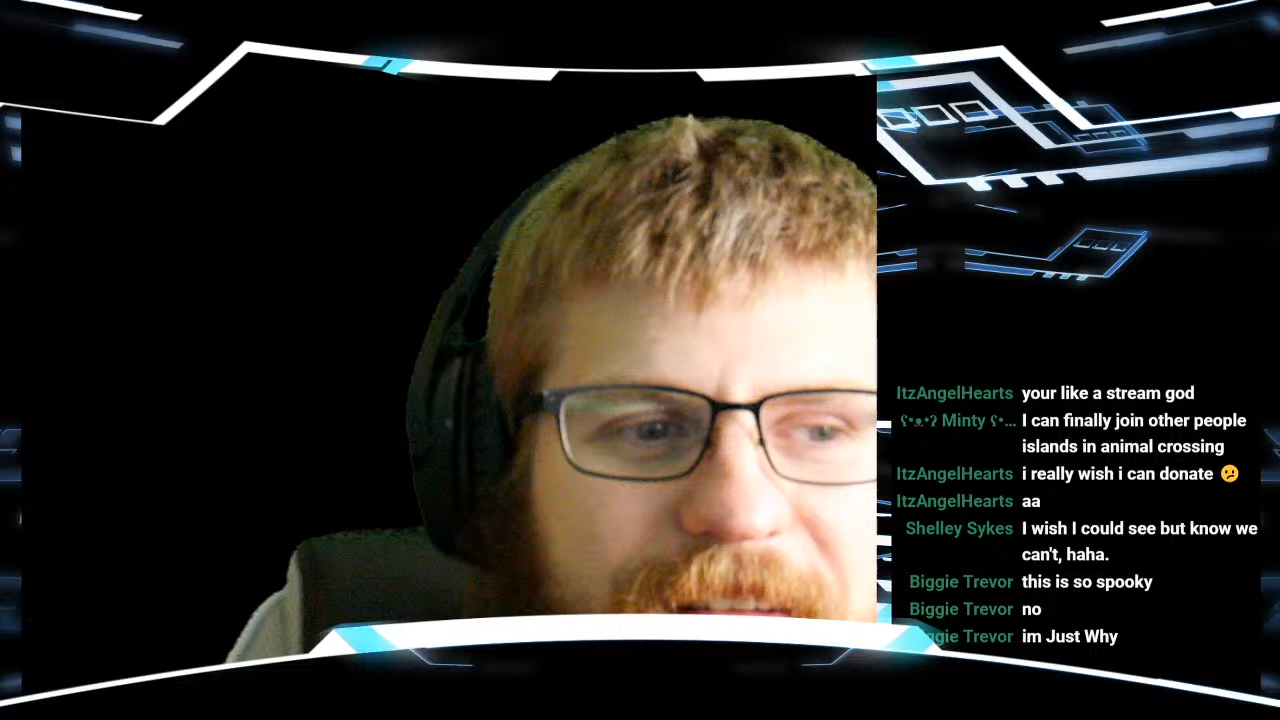 ItzAngelHearts your like a stream god
ʕ•ᴥ•ʔ Minty ʕ•… I can finally join other people
islands in animal crossing
ItzAngelHearts i really wish i can donate 😕
ItzAngelHearts aa
Shelley Sykes I wish I could see but know we
can't, haha.
Biggie Trevor this is so spooky
Biggie Trevor no
Biggie Trevor im Just Why